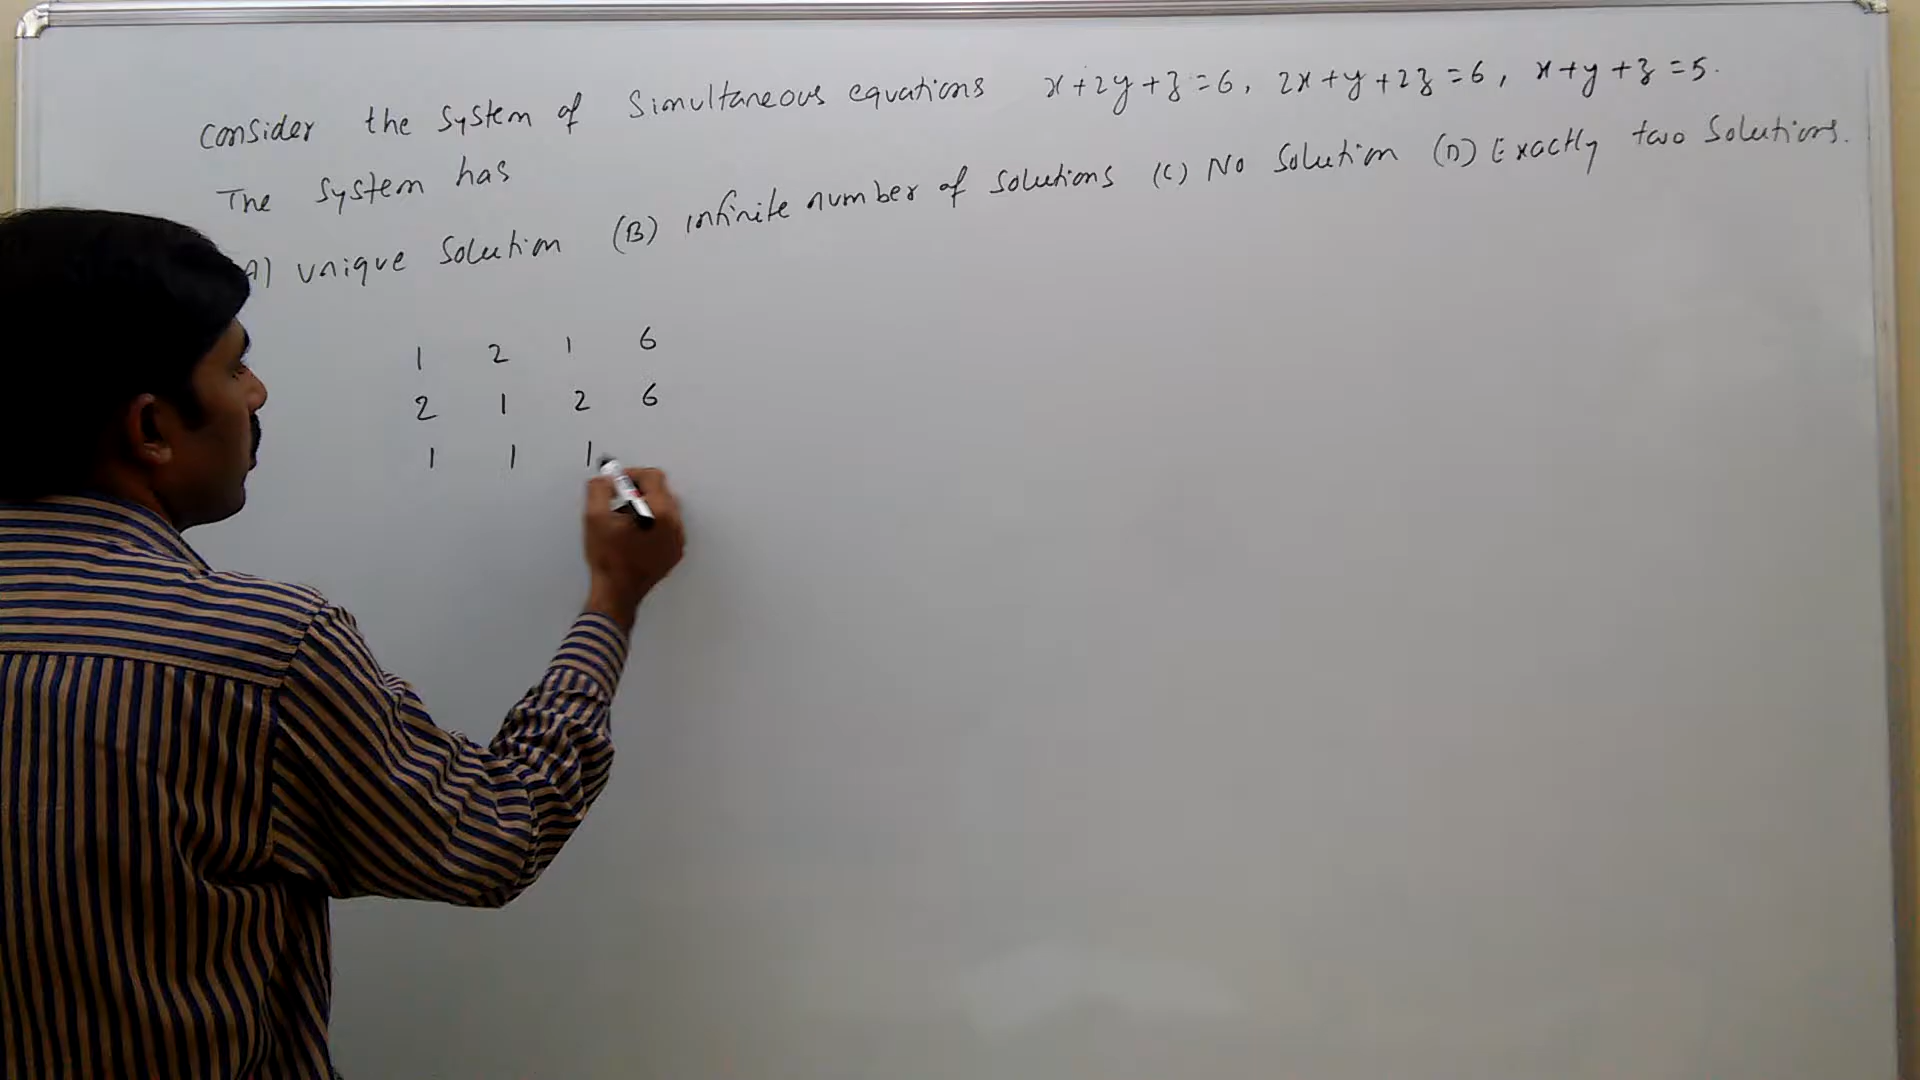 Consider the System of Simultaneous equations x+2y+z=6, 2x+y+2z=6, x+y+z=5.
The System has
A) Unique Solution (B) infinite number of Solutions (C) No Solution (D) Exactly two Solutions.
1 2 1 6
2 1 2 6
1 1 1